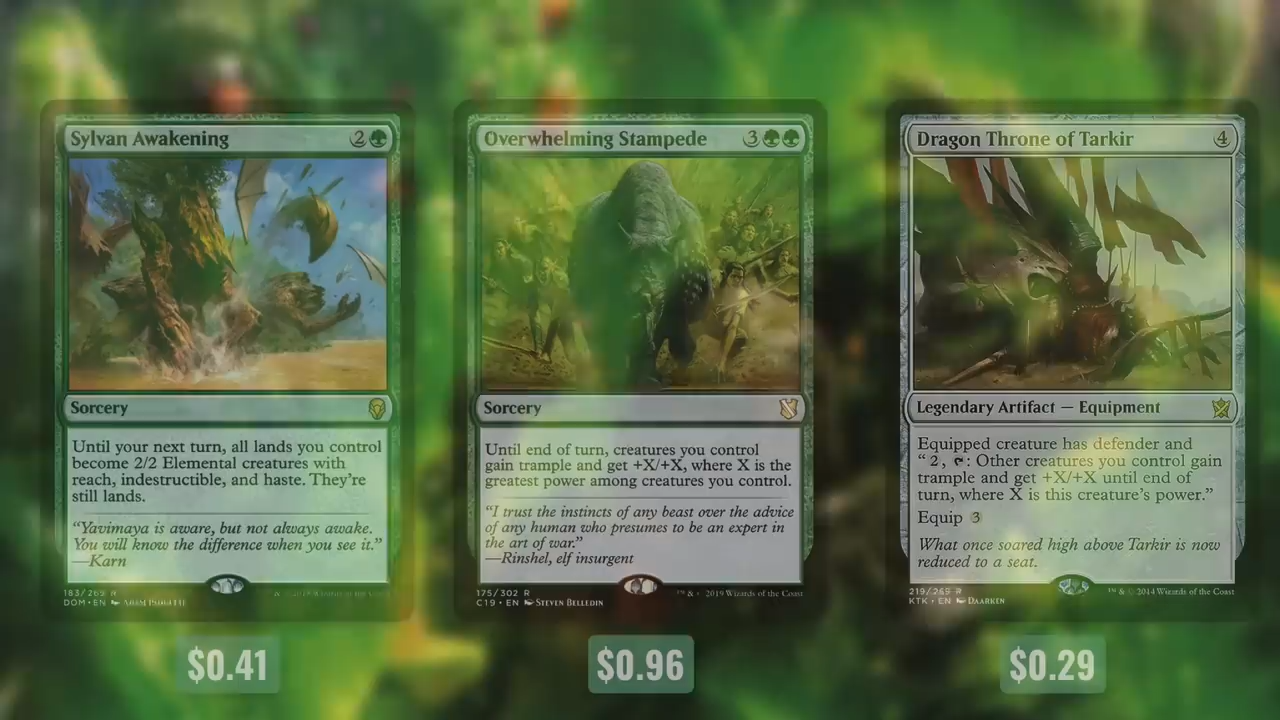 Sylvan Awakening 2
Sorcery
Until your next turn, all lands you control
become 2/2 Elemental creatures with
reach, indestructible, and haste. They're
still lands.
"Yavimaya is aware, but not always awake.
You will know the difference when you see it."
—Karn
183/269 R
DOM • EN
$0.41
Overwhelming Stampede 3
Sorcery
Until end of turn, creatures you control
gain trample and get +X/+X, where X is the
greatest power among creatures you control.
"I trust the instincts of any beast over the advice
of any human who presumes to be an expert in
the art of war."
—Rinshel, elf insurgent
175/302 R
C19 • EN Steven Belledin
™ & © 2019 Wizards of the Coast
$0.96
Dragon Throne of Tarkir 4
Legendary Artifact — Equipment
Equipped creature has defender and
"2, : Other creatures you control gain
trample and get +X/+X until end of
turn, where X is this creature's power."
Equip 3
What once soared high above Tarkir is now
reduced to a seat.
219/269 R
KTK • EN Daarken
™ & © 2014 Wizards of the Coast
$0.29